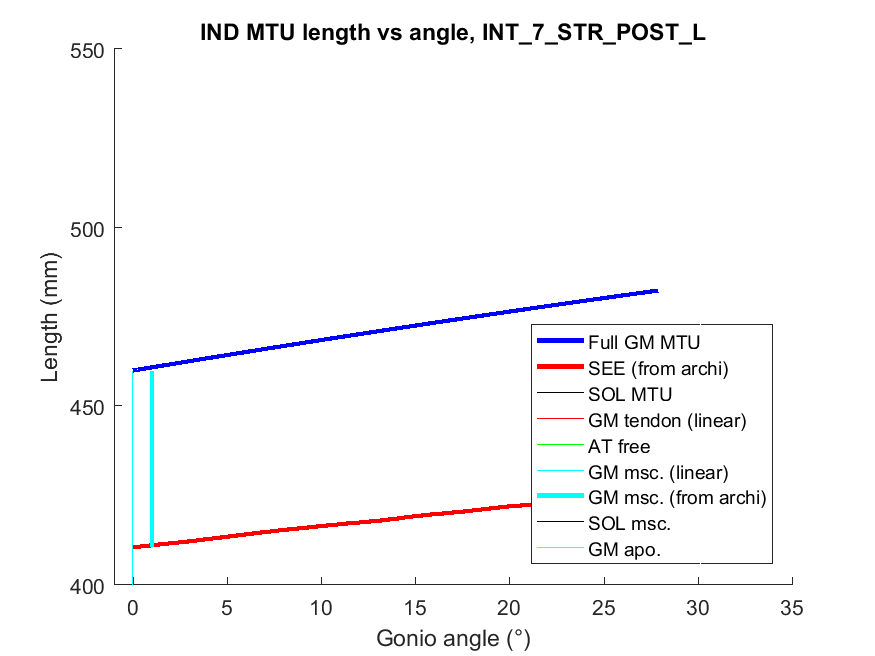 IND MTU length vs angle, INT_7_STR_POST_L
550
500
450
400
Length (mm)
0 5 10 15 20 25 30 35
Gonio angle (°)
Full GM MTU
SEE (from archi)
SOL MTU
GM tendon (linear)
AT free
GM msc. (linear)
GM msc. (from archi)
SOL msc.
GM apo.